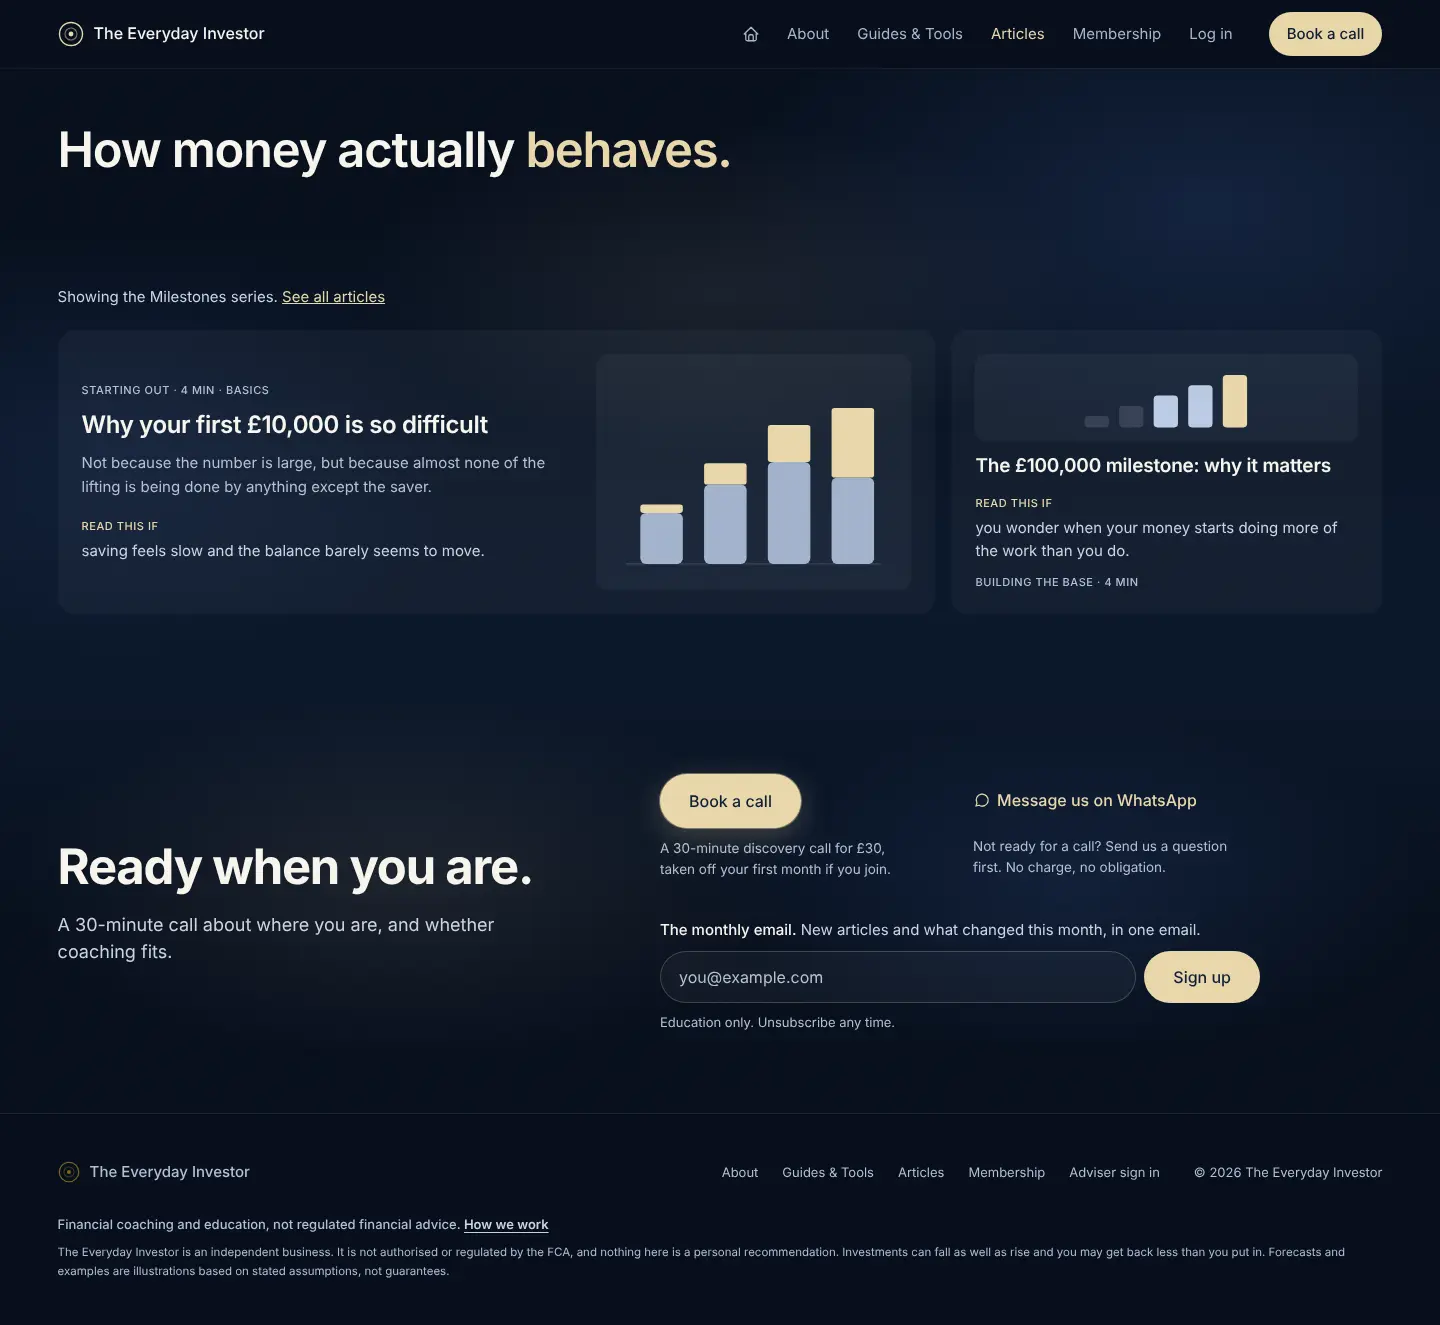 The Everyday Investor
About
Guides & Tools
Articles
Membership
Log in
Book a call
How money actually behaves.
Showing the Milestones series. See all articles
STARTING OUT · 4 MIN · BASICS
Why your first £10,000 is so difficult
Not because the number is large, but because almost none of the
lifting is being done by anything except the saver.
READ THIS IF
saving feels slow and the balance barely seems to move.
The £100,000 milestone: why it matters
READ THIS IF
you wonder when your money starts doing more of
the work than you do.
BUILDING THE BASE · 4 MIN
Ready when you are.
A 30-minute call about where you are, and whether
coaching fits.
Book a call
A 30-minute discovery call for £30,
taken off your first month if you join.
Message us on WhatsApp
Not ready for a call? Send us a question
first. No charge, no obligation.
The monthly email. New articles and what changed this month, in one email.
you@example.com
Sign up
Education only. Unsubscribe any time.
The Everyday Investor
About
Guides & Tools
Articles
Membership
Adviser sign in
© 2026 The Everyday Investor
Financial coaching and education, not regulated financial advice. How we work
The Everyday Investor is an independent business. It is not authorised or regulated by the FCA, and nothing here is a personal recommendation. Investments can fall as well as rise and you may get back less than you put in. Forecasts and
examples are illustrations based on stated assumptions, not guarantees.